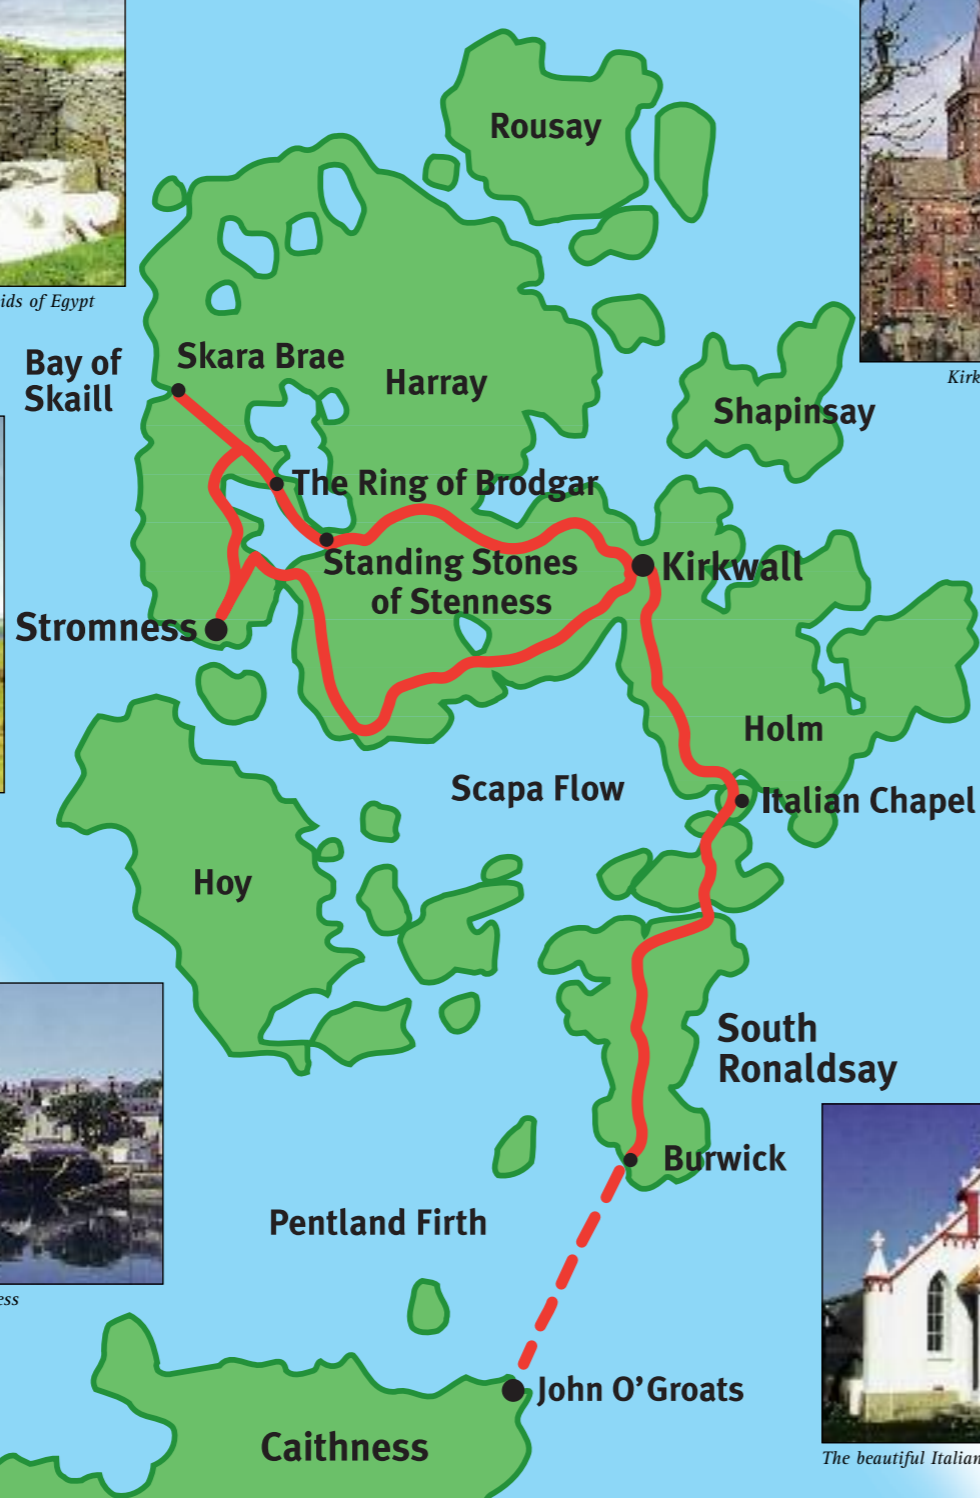 Rousay
ids of Egypt
Bay of
Skaill
Skara Brae
Harray
Kirk
Shapinsay
The Ring of Brodgar
Standing Stones
of Stenness
Kirkwall
Stromness
Holm
Scapa Flow
Italian Chapel
Hoy
South
Ronaldsay
Burwick
Pentland Firth
ess
John O'Groats
Caithness
The beautiful Italian